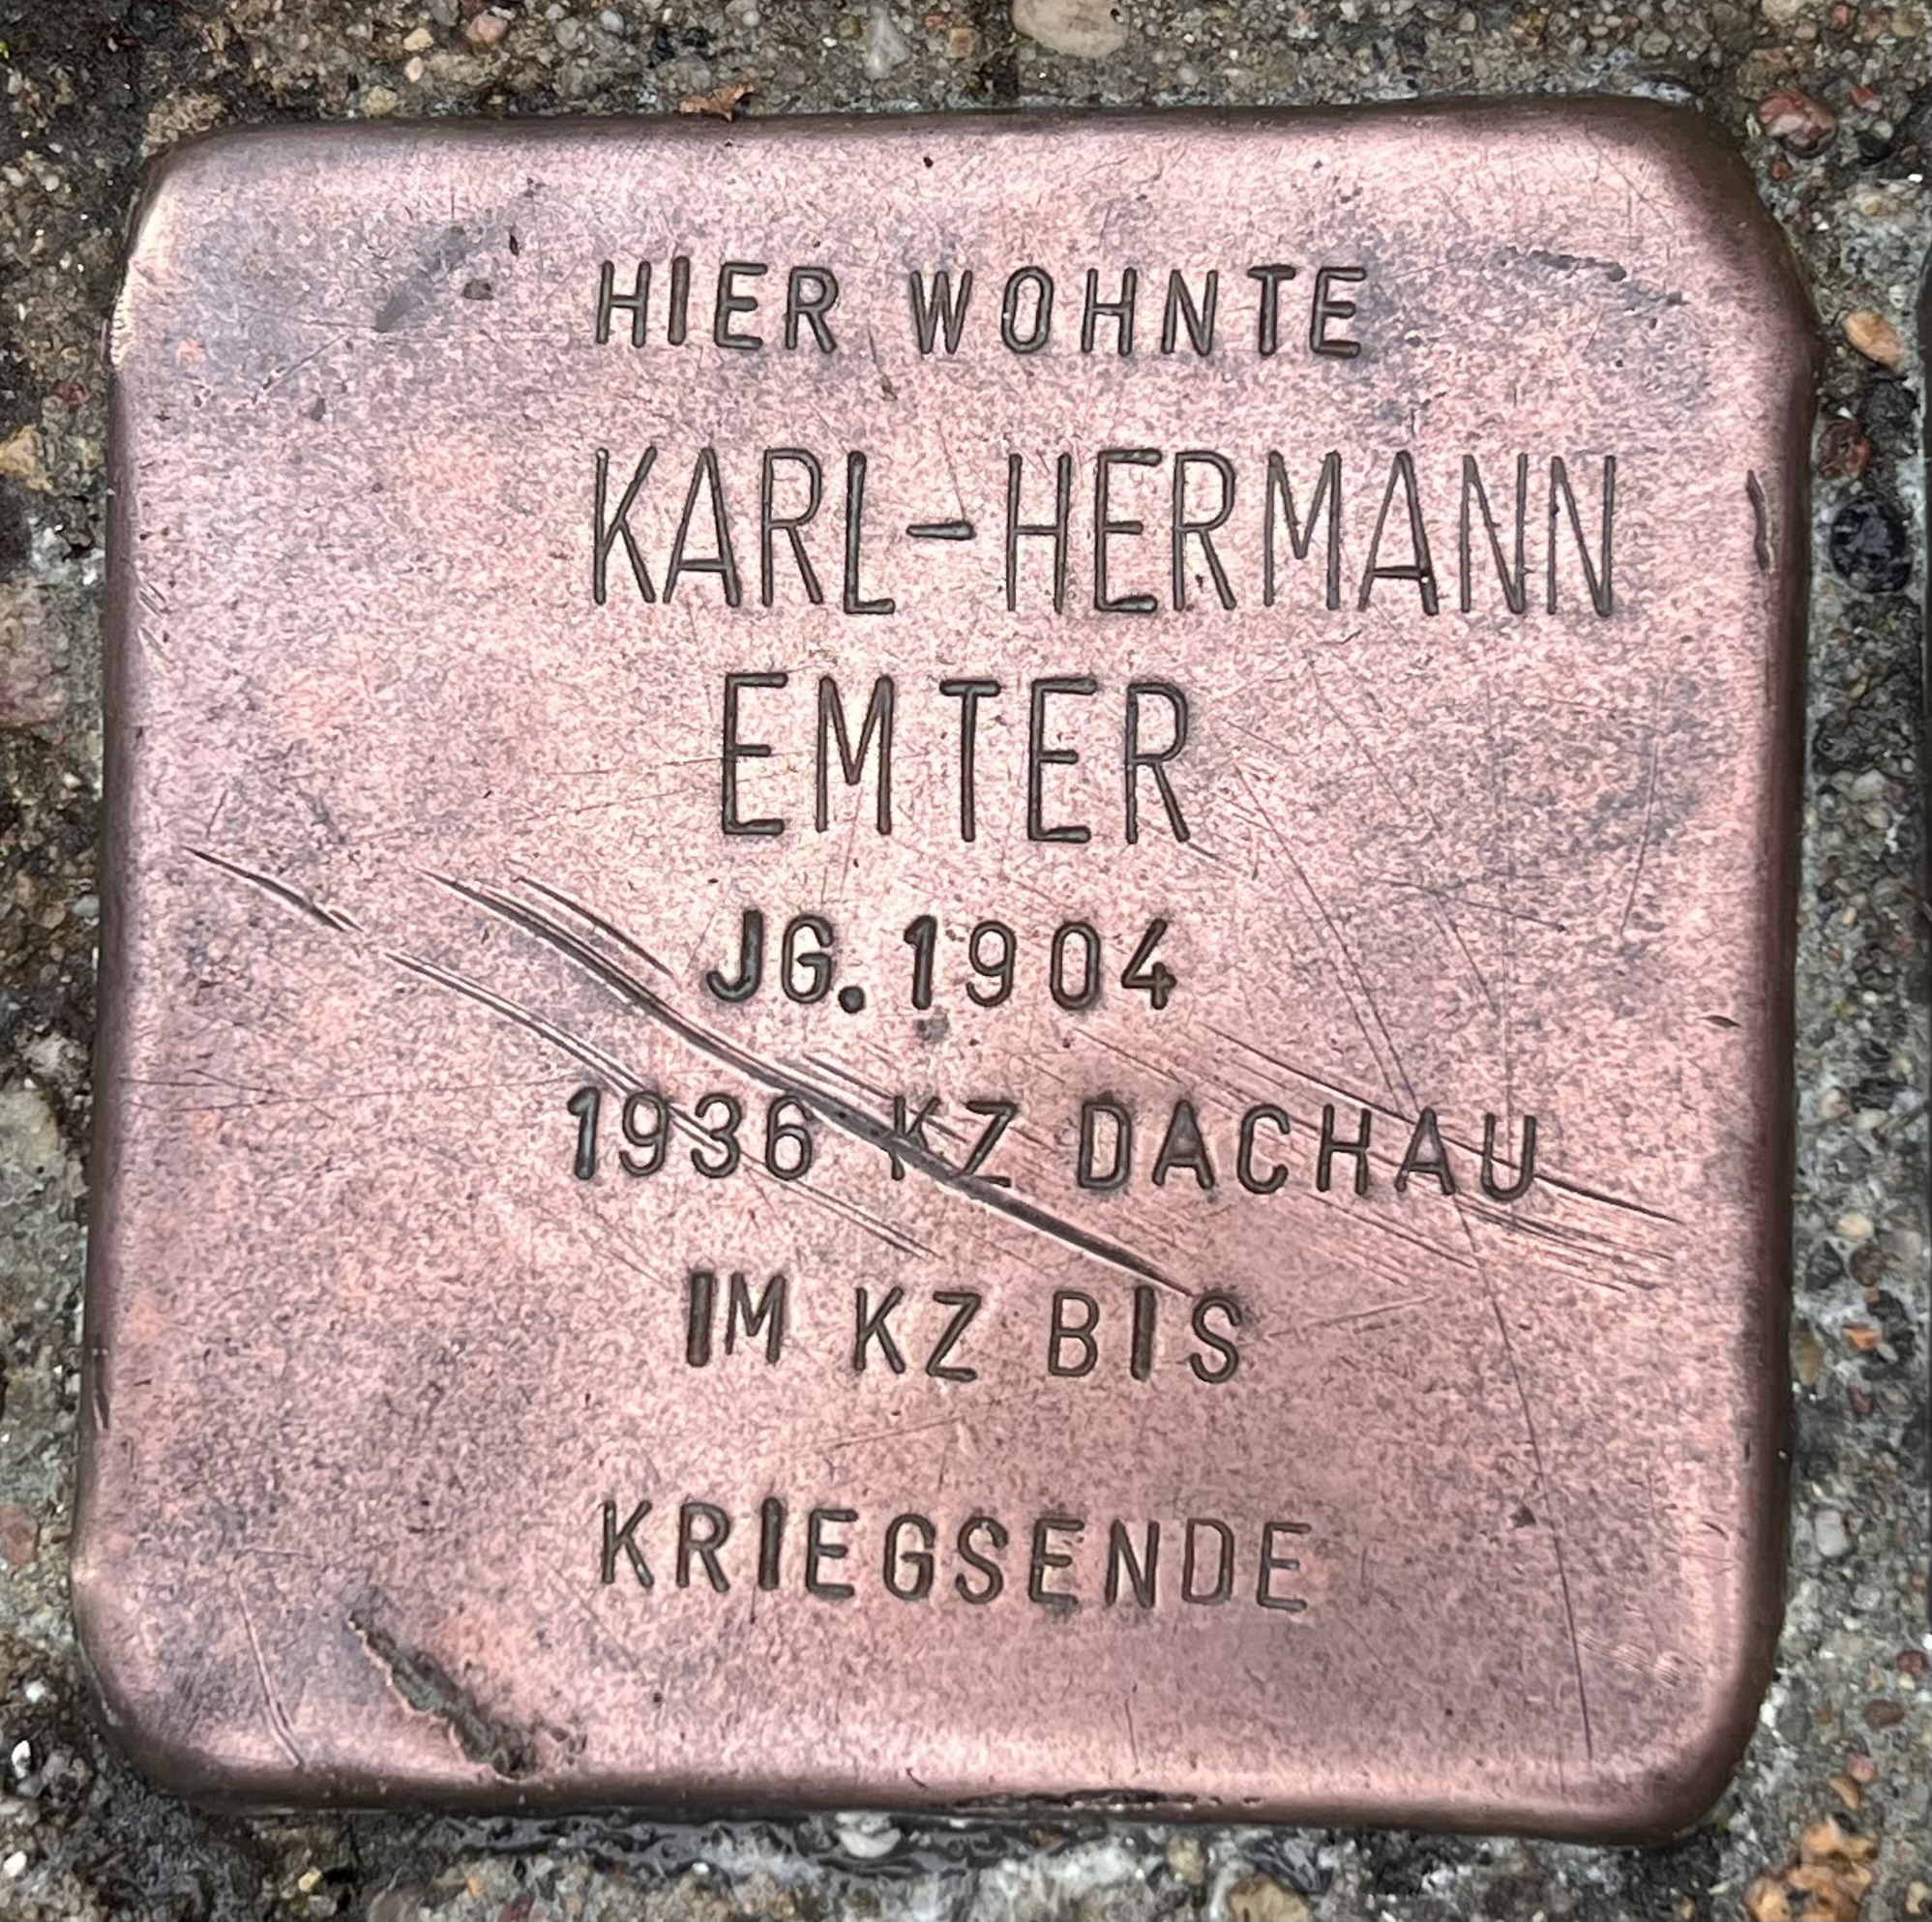 HIER WOHNTE
KARL-HERMANN
EMTER
JG. 1904
1936 KZ DACHAU
IM KZ BIS
KRIEGSENDE